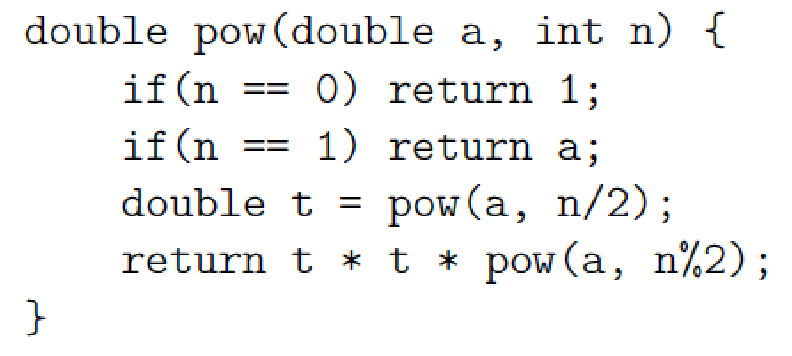 double pow(double a, int n) {
    if(n == 0) return 1;
    if(n == 1) return a;
    double t = pow(a, n/2);
    return t * t * pow(a, n%2);
}